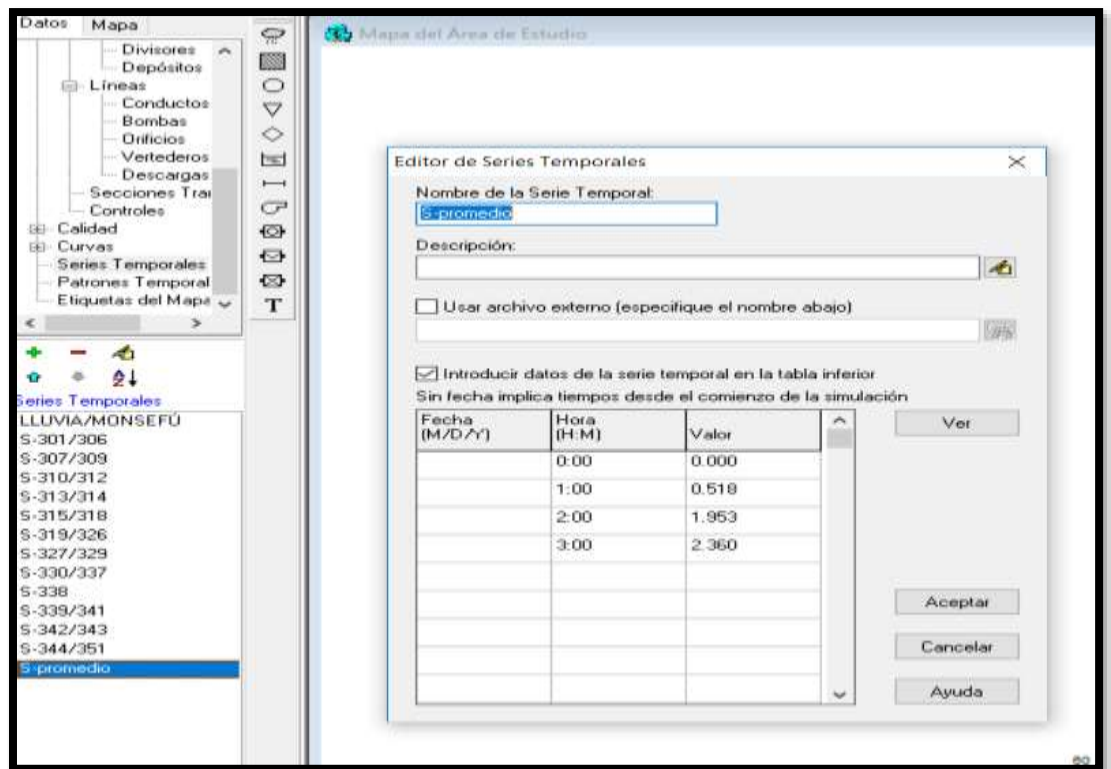 Datos Mapa
Divisores
Depósitos
Líneas
Conductos
Bombas
Orificios
Vertederos
Descargas
Secciones Trar
Controles
Calidad
Curvas
Series Temporales
Patrones Temporal
Etiquetas del Mapa
T
Series Temporales
LLUVIA/MONSEFÚ
S-301/306
S-307/309
S-310/312
S-313/314
S-315/318
S-319/326
S-327/329
S-330/337
S-338
S-339/341
S-342/343
S-344/351
S-promedio
Mapa del Área de Estudio
Editor de Series Temporales
Nombre de la Serie Temporal:
S-promedio
Descripción:
Usar archivo externo (especifique el nombre abajo)
Introducir datos de la serie temporal en la tabla inferior
Sin fecha implica tiempos desde el comienzo de la simulación
Fecha (M/D/Y) Hora (H:M) Valor
0:00 0.000
1:00 0.518
2:00 1.953
3:00 2.360
Ver
Aceptar
Cancelar
Ayuda